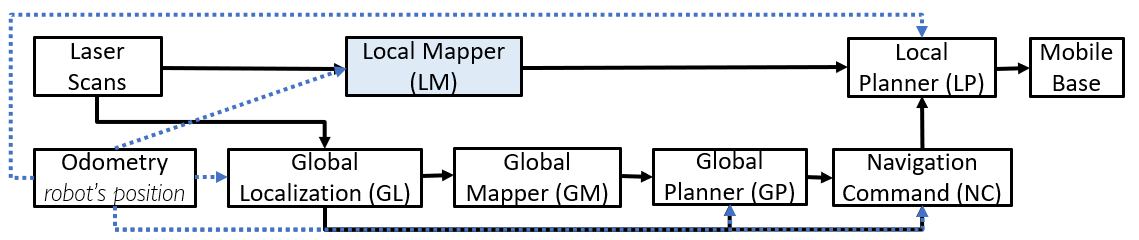 Laser
Scans
Local Mapper
(LM)
Local
Planner (LP)
Mobile
Base
Odometry
robot's position
Global
Localization (GL)
Global
Mapper (GM)
Global
Planner (GP)
Navigation
Command (NC)